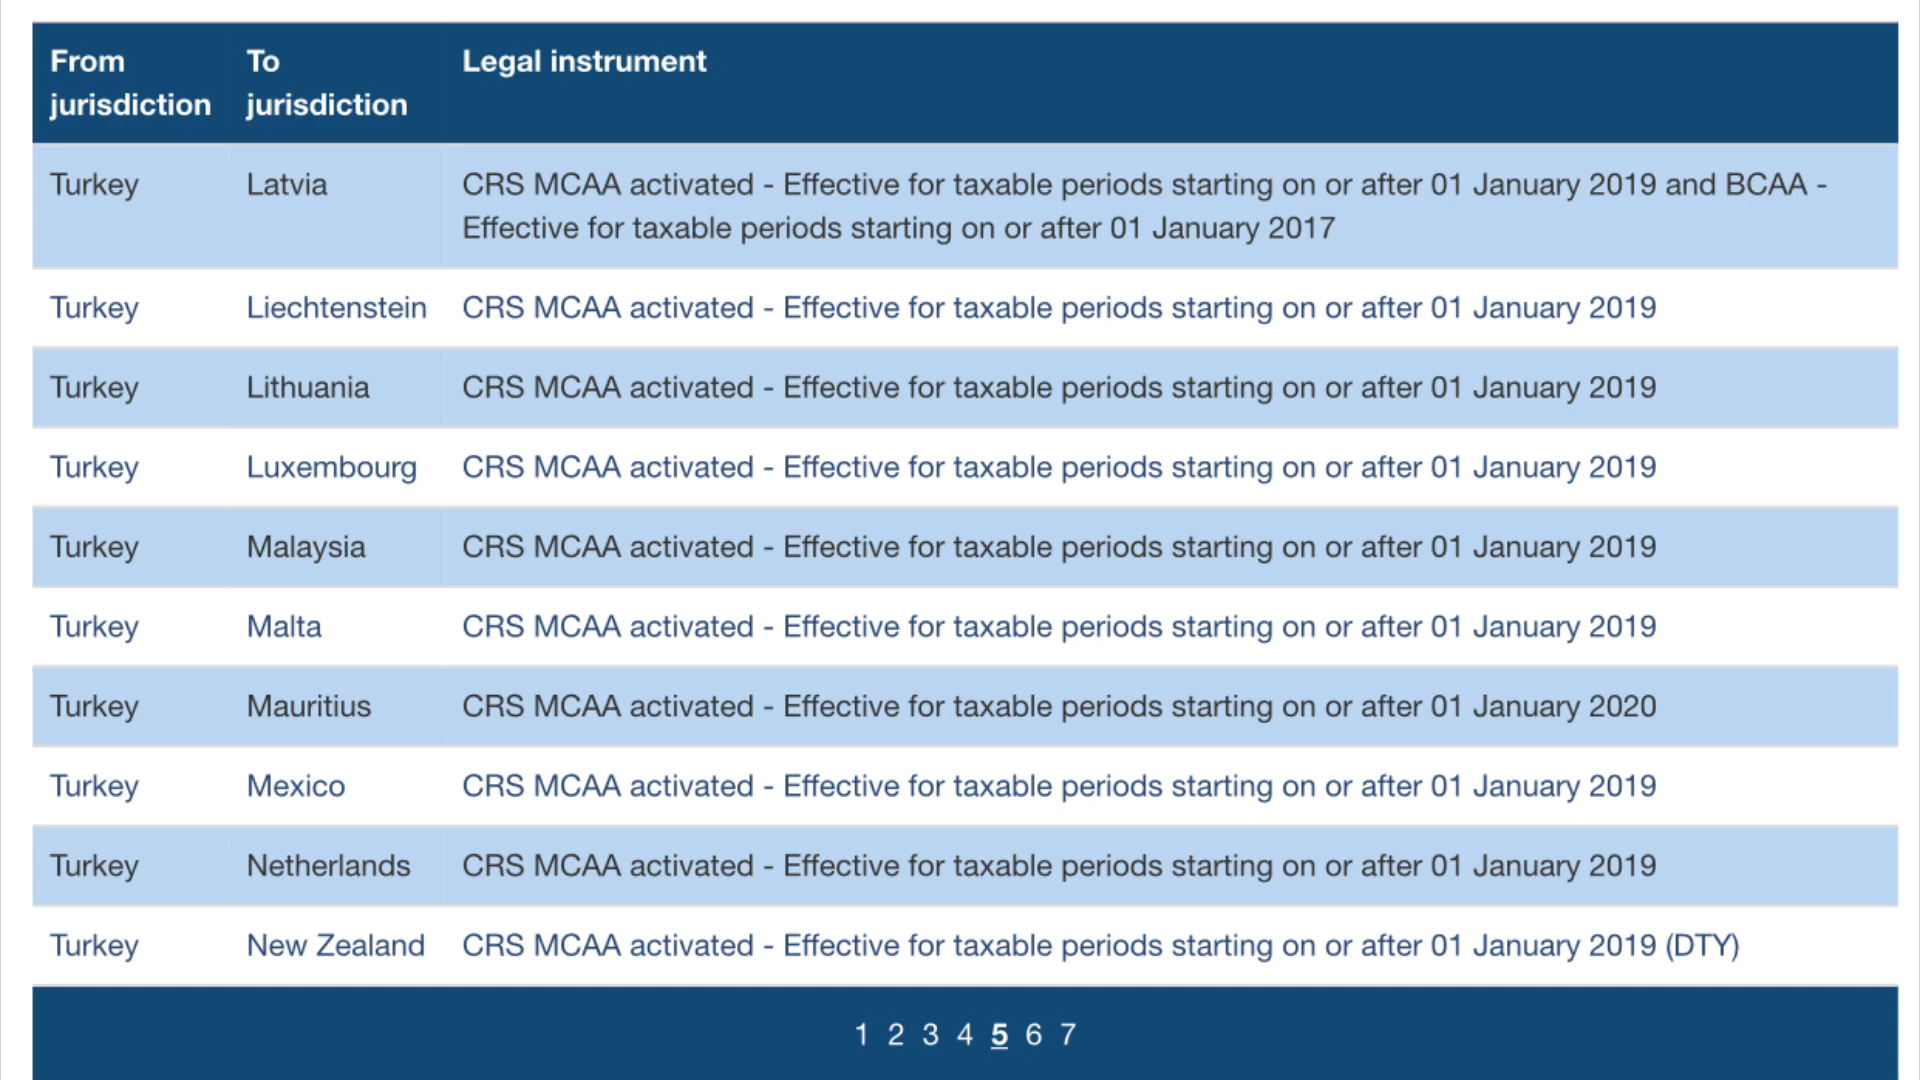 From jurisdiction To jurisdiction Legal instrument
Turkey Latvia CRS MCAA activated - Effective for taxable periods starting on or after 01 January 2019 and BCAA -
Effective for taxable periods starting on or after 01 January 2017
Turkey Liechtenstein CRS MCAA activated - Effective for taxable periods starting on or after 01 January 2019
Turkey Lithuania CRS MCAA activated - Effective for taxable periods starting on or after 01 January 2019
Turkey Luxembourg CRS MCAA activated - Effective for taxable periods starting on or after 01 January 2019
Turkey Malaysia CRS MCAA activated - Effective for taxable periods starting on or after 01 January 2019
Turkey Malta CRS MCAA activated - Effective for taxable periods starting on or after 01 January 2019
Turkey Mauritius CRS MCAA activated - Effective for taxable periods starting on or after 01 January 2020
Turkey Mexico CRS MCAA activated - Effective for taxable periods starting on or after 01 January 2019
Turkey Netherlands CRS MCAA activated - Effective for taxable periods starting on or after 01 January 2019
Turkey New Zealand CRS MCAA activated - Effective for taxable periods starting on or after 01 January 2019 (DTY)
1 2 3 4 5 6 7